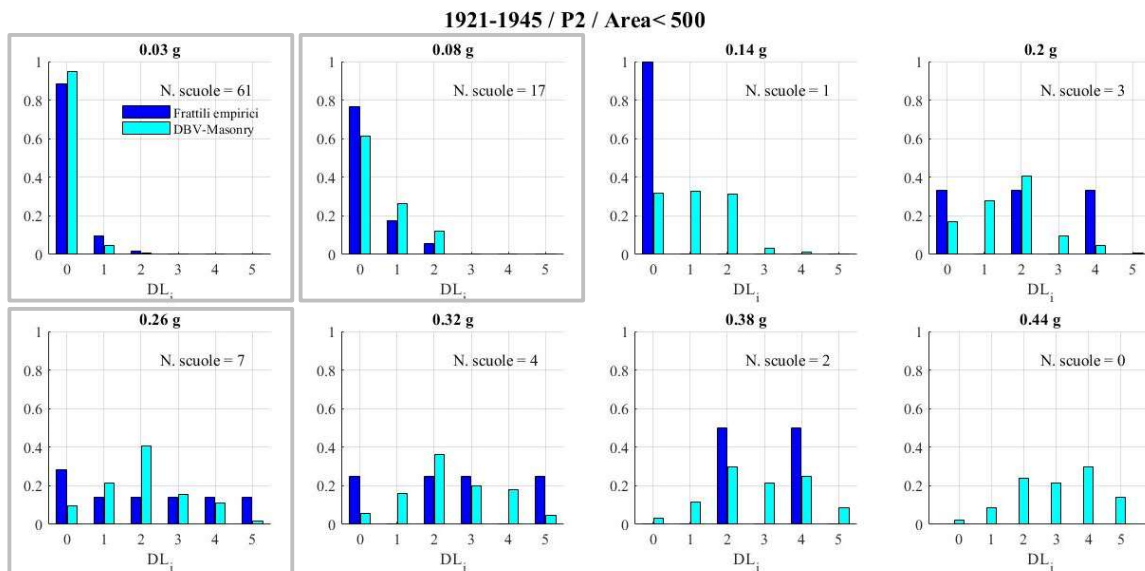 1921-1945 / P2 / Area< 500
0.03 g
N. scuole = 61
Frattili empirici
DBV-Masonry
1
0.8
0.6
0.4
0.2
0
0 1 2 3 4 5
DL_i
0.08 g
N. scuole = 17
1
0.8
0.6
0.4
0.2
0
0 1 2 3 4 5
DL_i
0.14 g
N. scuole = 1
1
0.8
0.6
0.4
0.2
0
0 1 2 3 4 5
DL_i
0.2 g
N. scuole = 3
1
0.8
0.6
0.4
0.2
0
0 1 2 3 4 5
DL_i
0.26 g
N. scuole = 7
1
0.8
0.6
0.4
0.2
0
0 1 2 3 4 5
DL_i
0.32 g
N. scuole = 4
1
0.8
0.6
0.4
0.2
0
0 1 2 3 4 5
DL_i
0.38 g
N. scuole = 2
1
0.8
0.6
0.4
0.2
0
0 1 2 3 4 5
DL_i
0.44 g
N. scuole = 0
1
0.8
0.6
0.4
0.2
0
0 1 2 3 4 5
DL_i